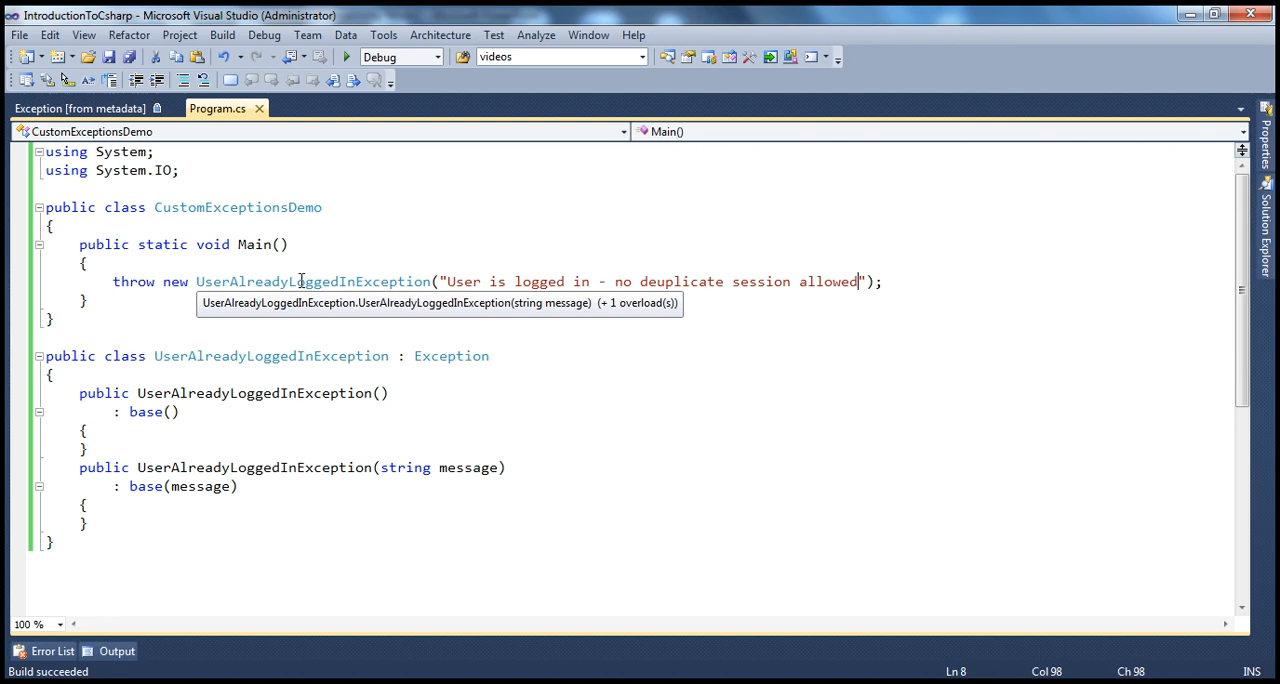 IntroductionToCsharp - Microsoft Visual Studio (Administrator)
File Edit View Refactor Project Build Debug Team Data Tools Architecture Test Analyze Window Help
Debug videos
Exception [from metadata] Program.cs
CustomExceptionsDemo Main()
using System;
using System.IO;
public class CustomExceptionsDemo
{
public static void Main()
{
throw new UserAlreadyLoggedInException("User is logged in - no deuplicate session allowed");
UserAlreadyLoggedInException.UserAlreadyLoggedInException(string message) (+ 1 overload(s))
}
}
public class UserAlreadyLoggedInException : Exception
{
public UserAlreadyLoggedInException()
: base()
{
}
public UserAlreadyLoggedInException(string message)
: base(message)
{
}
}
Properties
Solution Explorer
100 %
Error List Output
Build succeeded Ln 8 Col 98 Ch 98 INS